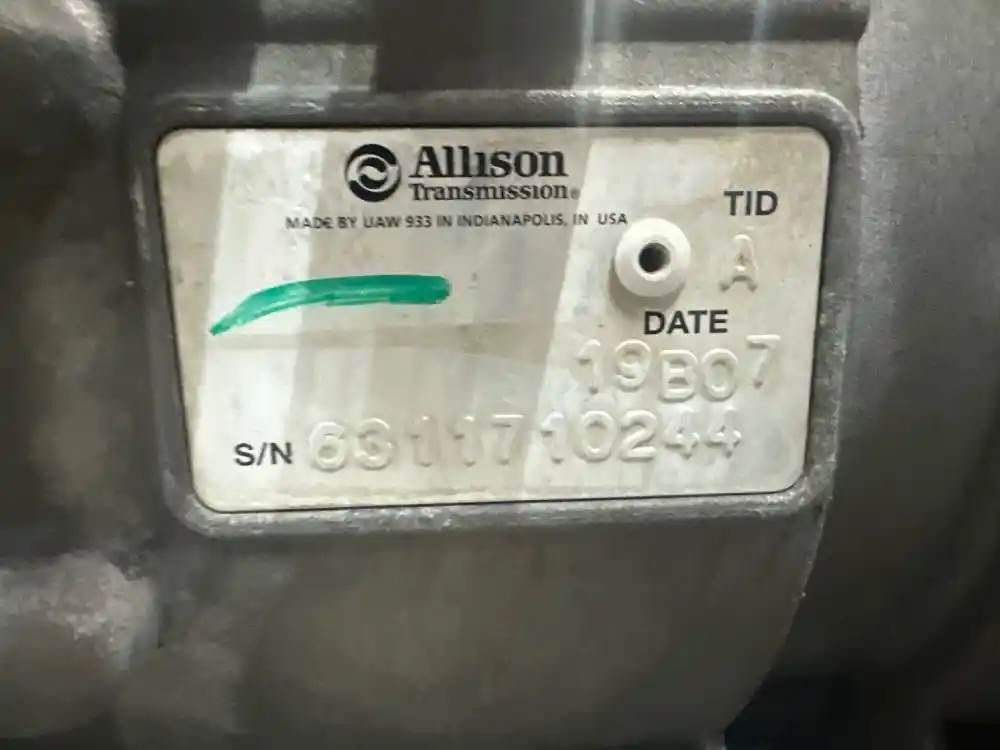 Allison
Transmission®
MADE BY UAW 933 IN INDIANAPOLIS, IN USA
TID
A
DATE
19B07
S/N 6311710244